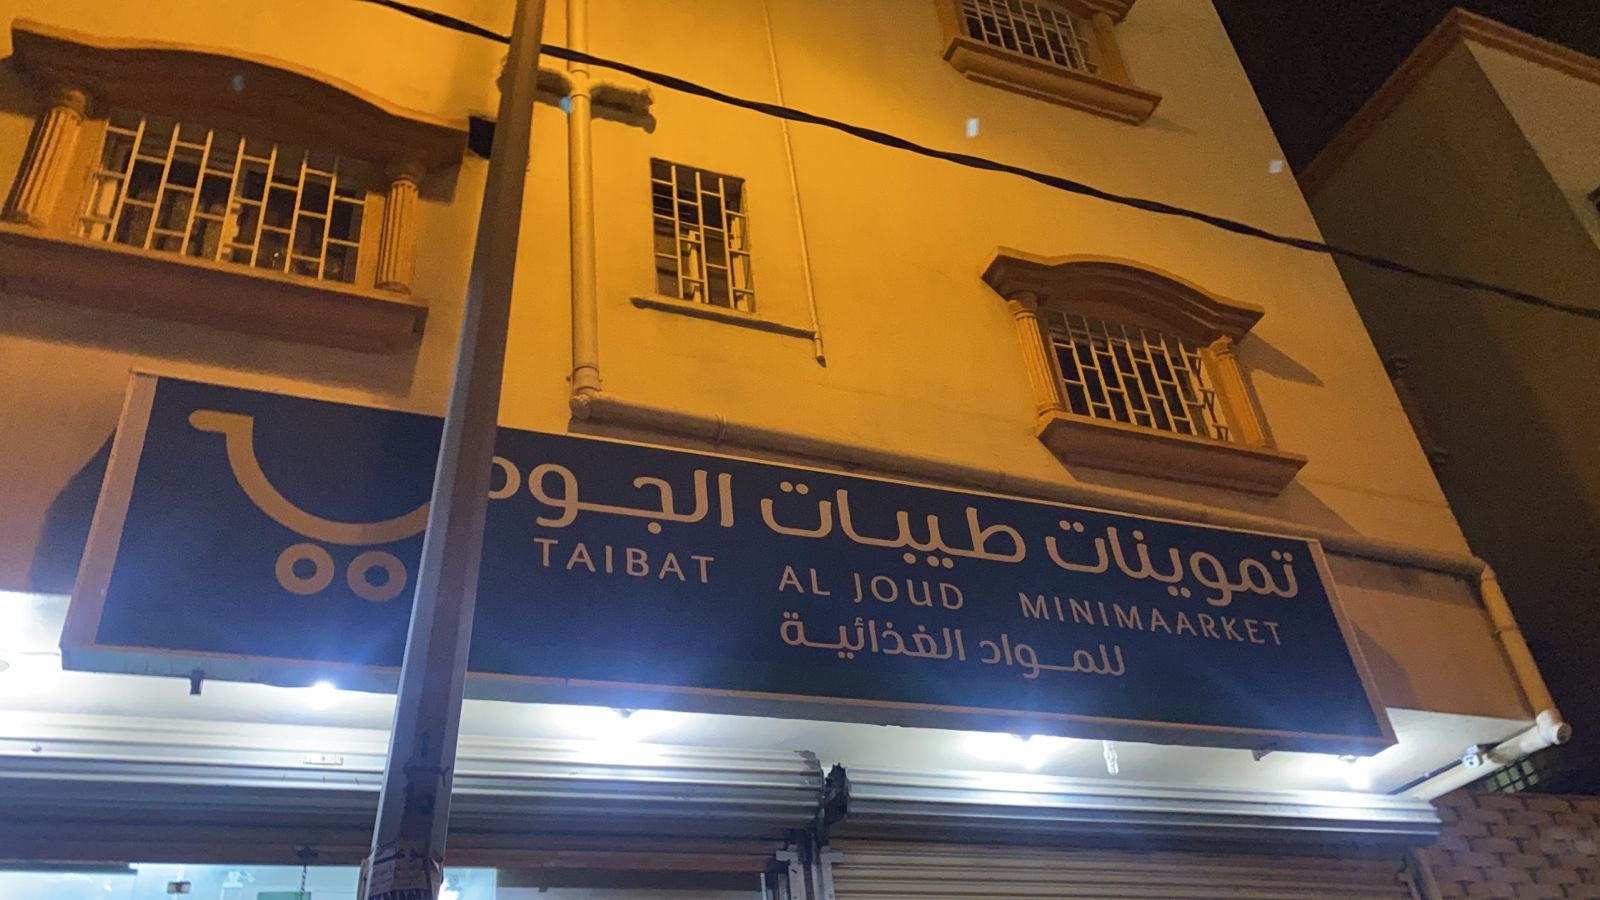 تموينات طيبات الجود
TAIBAT AL JOUD MINIMAARKET
للمواد الغذائية